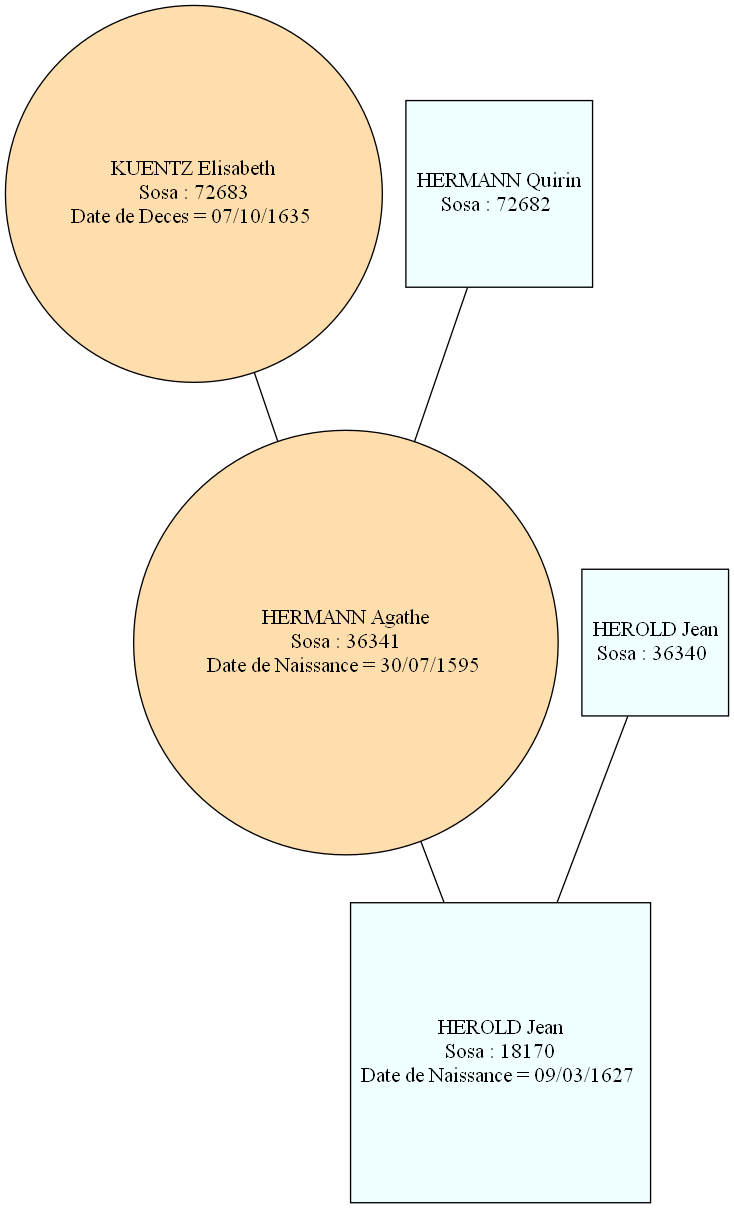 KUENTZ Elisabeth
Sosa : 72683
Date de Deces = 07/10/1635
HERMANN Quirin
Sosa : 72682
HERMANN Agathe
Sosa : 36341
Date de Naissance = 30/07/1595
HEROLD Jean
Sosa : 36340
HEROLD Jean
Sosa : 18170
Date de Naissance = 09/03/1627